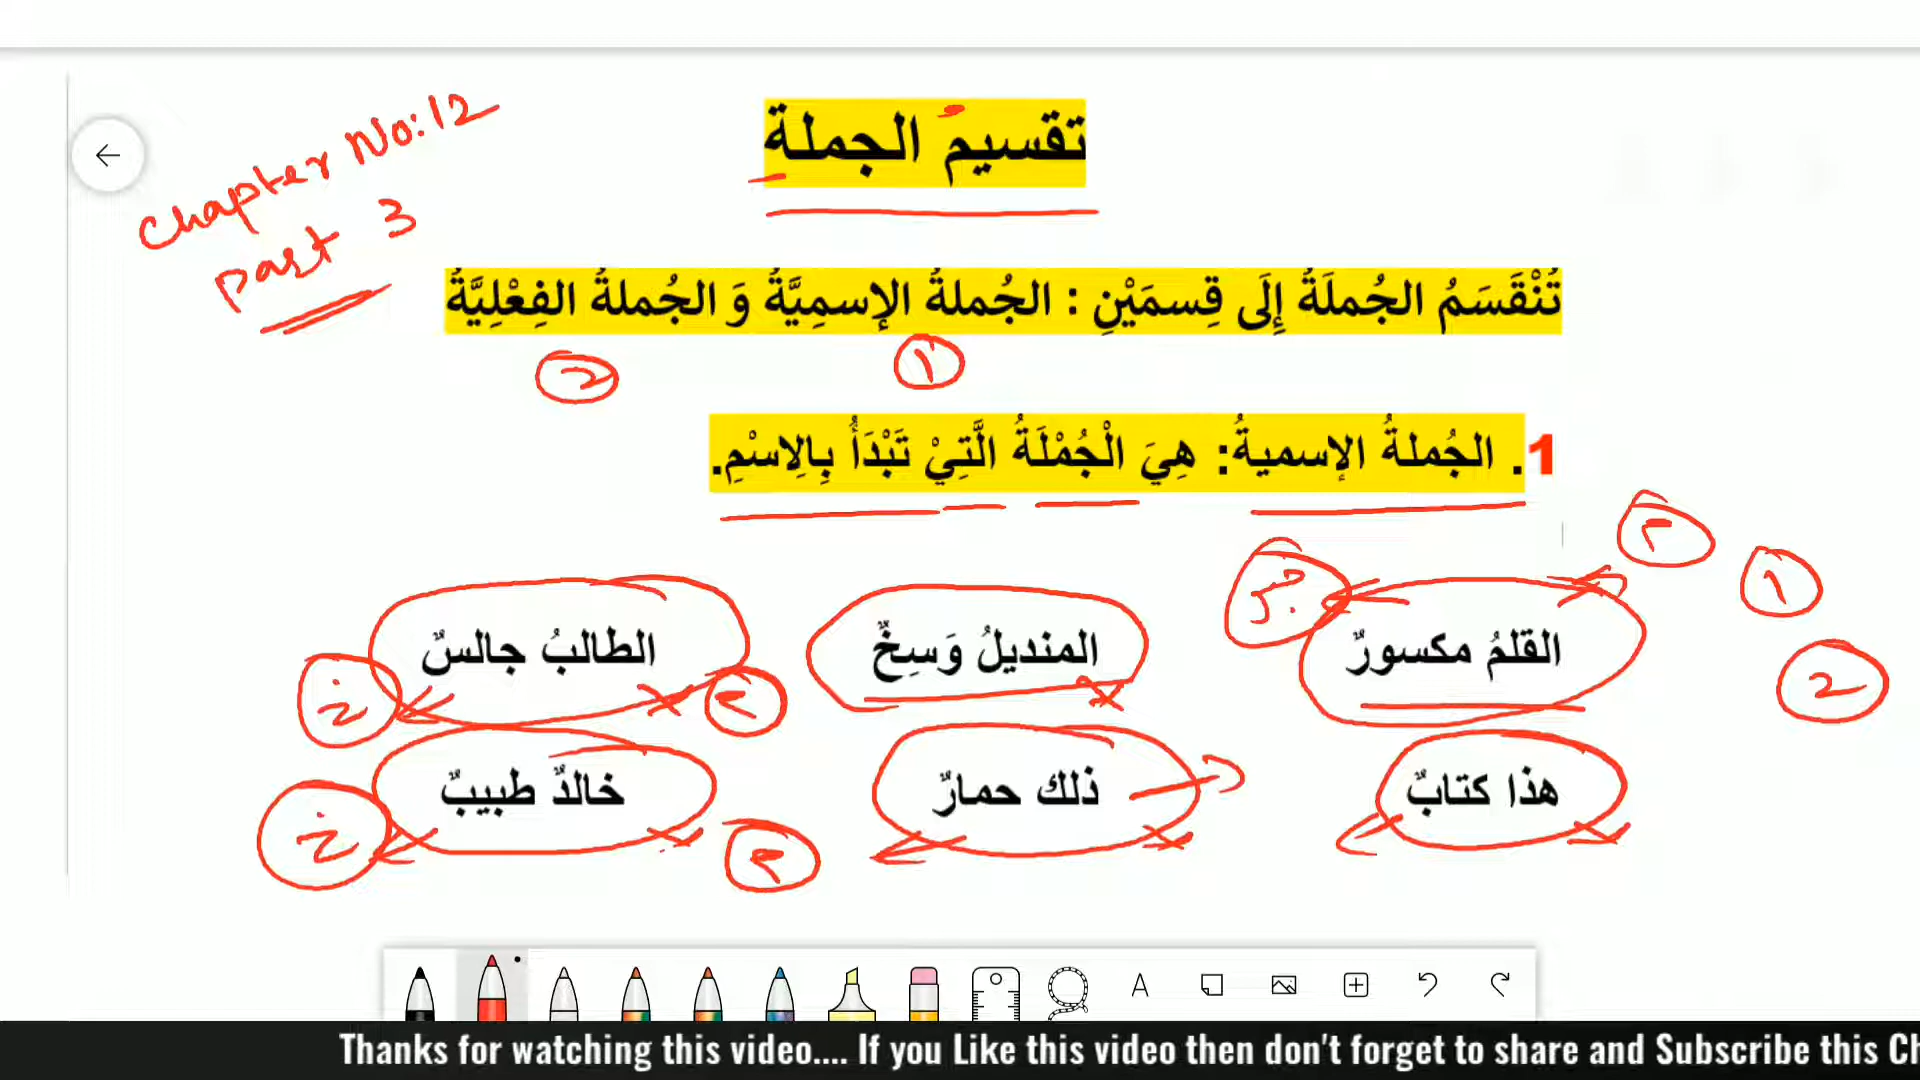 Chapter No:12
part 3
تقسيم الجملة
تُنْقَسَمُ الجُملَةُ إِلَى قِسمَيْنِ : الجُملةُ الإسمِيَّةُ وَ الجُملةُ الفِعْلِيَّةُ
2 ١
1. الجُملةُ الإسميةُ: هِيَ الْجُمْلَةُ الَّتِيْ تَبْدَأُ بِالِاسْمِ.
القلمُ مكسورٌ المنديلُ وَسِخٌ الطالبُ جالسٌ
هذا كتابٌ ذلك حمارٌ خالدٌ طبيبٌ
Thanks for watching this video.... If you Like this video then don't forget to share and Subscribe this Ch